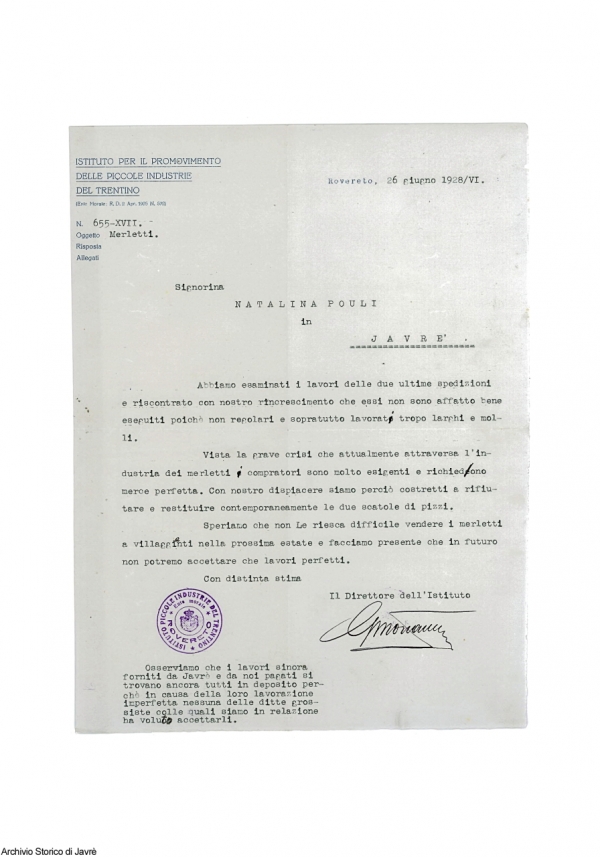 ISTITUTO PER IL PROMOVIMENTO
DELLE PICCOLE INDUSTRIE
DEL TRENTINO
Rovereto, 26 giugno 1928/VI.
N. 655-XVII.
Oggetto Merletti.
Risposta
Allegati
Signorina
NATALINA POULI
in
JAVRE'.
Abbiamo esaminati i lavori delle due ultime spedizioni
e riscontrato con nostro rincrescimento che essi non sono affatto bene
eseguiti poichè non regolari e sopratutto lavorati tropo larghi e mol-
li.
Vista la grave crisi che attualmente attraversa l'in-
dustria dei merletti i compratori sono molto esigenti e richiedono
merce perfetta. Con nostro dispiacere siamo perciò costretti a rifiu-
tare e restituire contemporaneamente le due scatole di pizzi.
Speriamo che non Le riesca difficile vendere i merletti
a villaggianti nella prossima estate e facciamo presente che in futuro
non potremo accettare che lavori perfetti.
Con distinta stima
Il Direttore dell'Istituto
ISTITUTO PICCOLE INDUSTRIE DEL TRENTINO
Ente morale
ROVERETO
Osserviamo che i lavori sinora
forniti da Javrè e da noi pagati si
trovano ancora tutti in deposito per-
chè in causa della loro lavorazione
imperfetta nessuna delle ditte gros-
siste colle quali siamo in relazione
ha voluto accettarli.
Archivio Storico di Javrè